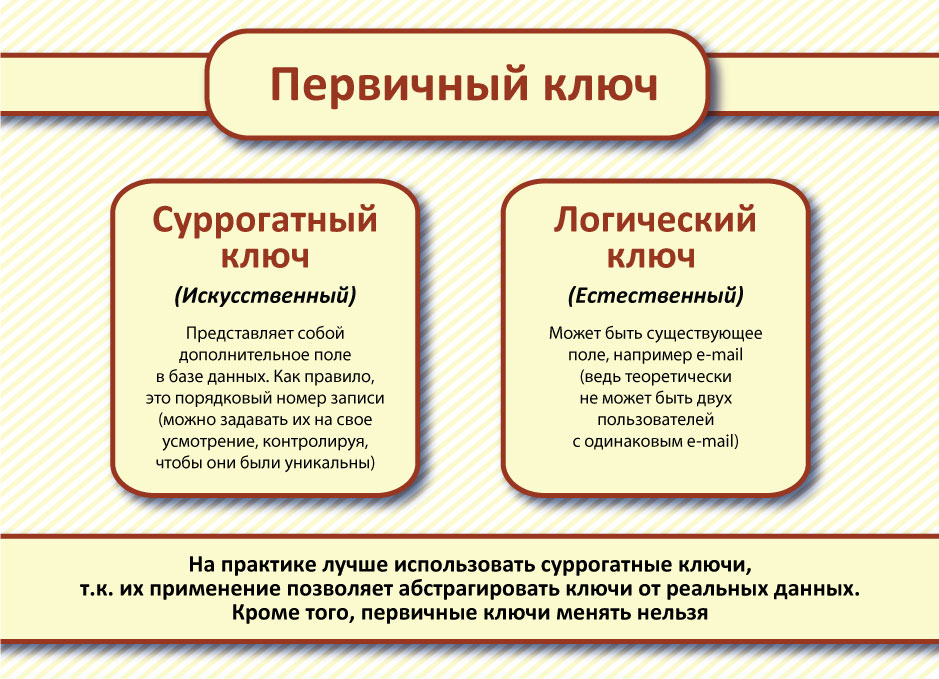 Первичный ключ
Суррогатный
ключ
(Искусственный)
Представляет собой
дополнительное поле
в базе данных. Как правило,
это порядковый номер записи
(можно задавать их на свое
усмотрение, контролируя,
чтобы они были уникальны)
Логический
ключ
(Естественный)
Может быть существующее
поле, например e-mail
(ведь теоретически
не может быть двух
пользователей
с одинаковым e-mail)
На практике лучше использовать суррогатные ключи,
т.к. их применение позволяет абстрагировать ключи от реальных данных.
Кроме того, первичные ключи менять нельзя